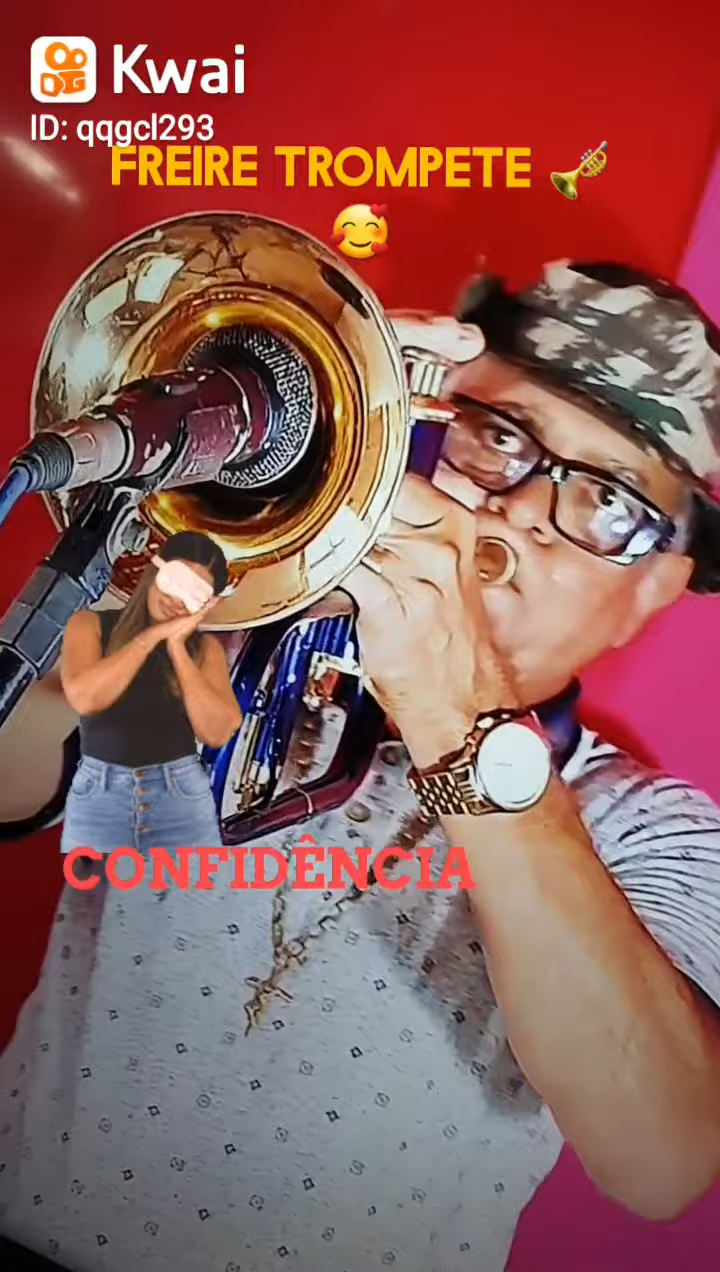 Kwai
ID: qqgcl293
FREIRE TROMPETE 🎺
🥰
CONFIDÊNCIA